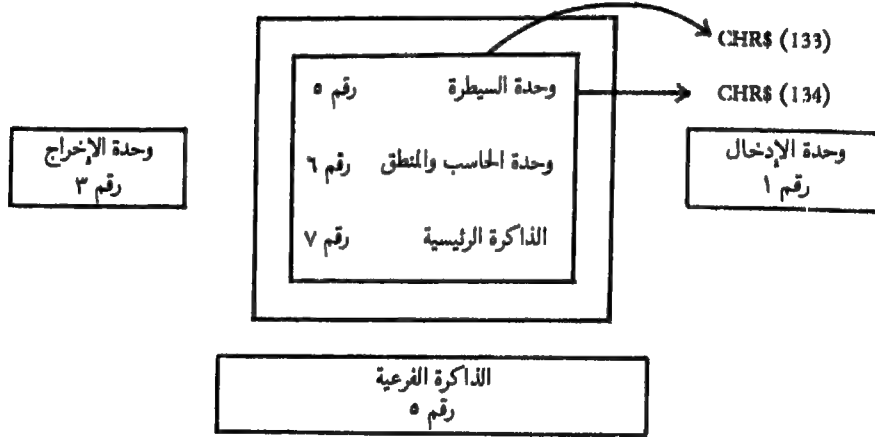 CHR$ (133)
CHR$ (134)
وحدة السيطرة رقم ٥
وحدة الإدخال
رقم ١
وحدة الحاسب والمنطق رقم ٦
وحدة الإخراج
رقم ٣
الذاكرة الرئيسية رقم ٧
الذاكرة الفرعية
رقم ٥